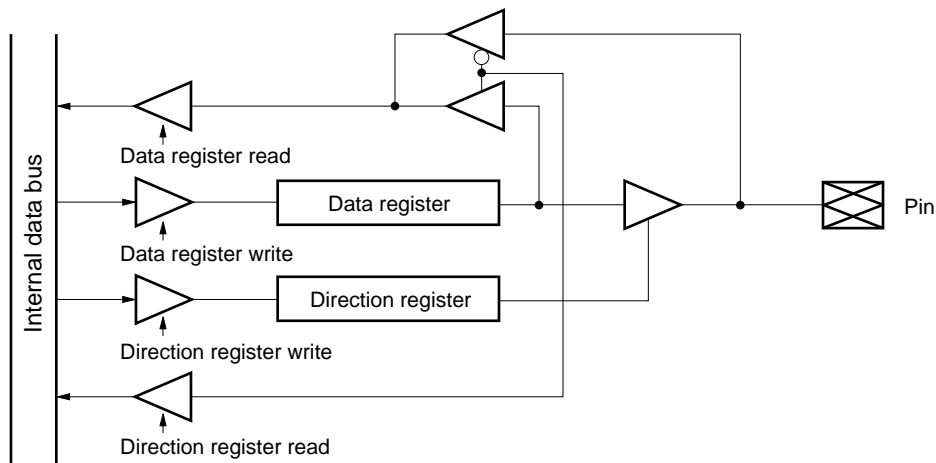 Internal data bus
Data register read
Data register
Data register write
Direction register
Direction register write
Direction register read
Pin